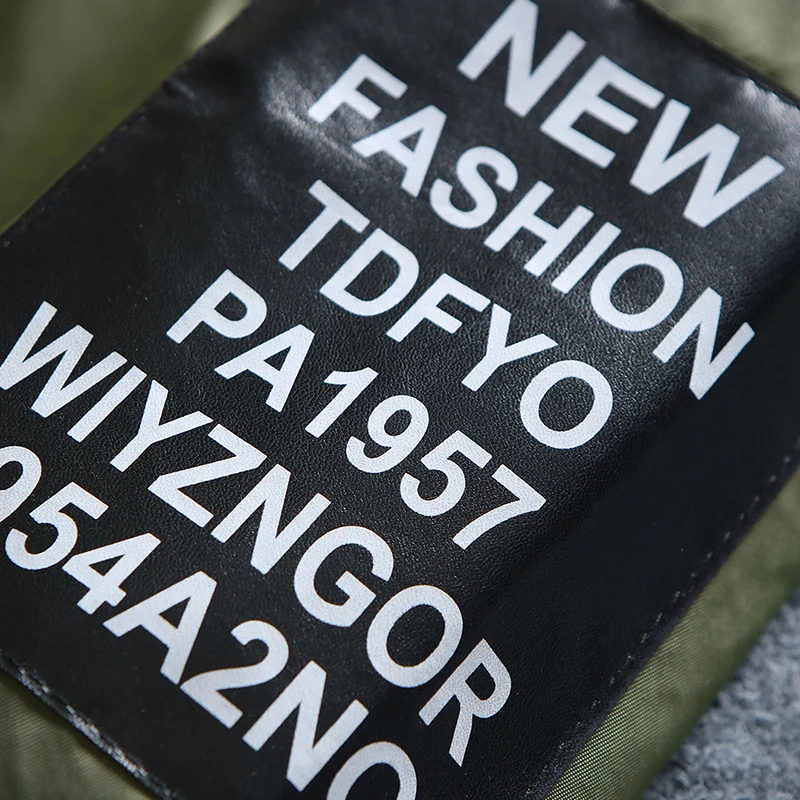 NEW
FASHION
TDFYO
PA1957
WIYZNGOR
954A2NO